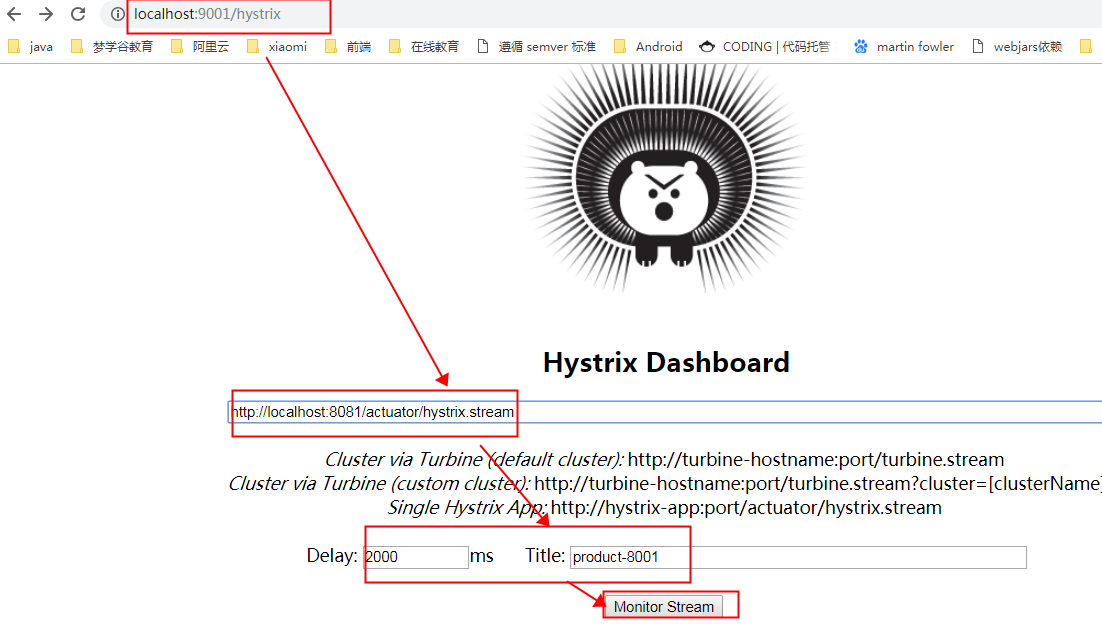 localhost:9001/hystrix
java 梦学谷教育 阿里云 xiaomi 前端 在线教育 遵循 semver 标准 Android CODING | 代码托管 martin fowler webjars依赖
Hystrix Dashboard
http://localhost:8081/actuator/hystrix.stream
Cluster via Turbine (default cluster): http://turbine-hostname:port/turbine.stream
Cluster via Turbine (custom cluster): http://turbine-hostname:port/turbine.stream?cluster=[clusterName]
Single Hystrix App: http://hystrix-app:port/actuator/hystrix.stream
Delay: 2000 ms Title: product-8001
Monitor Stream